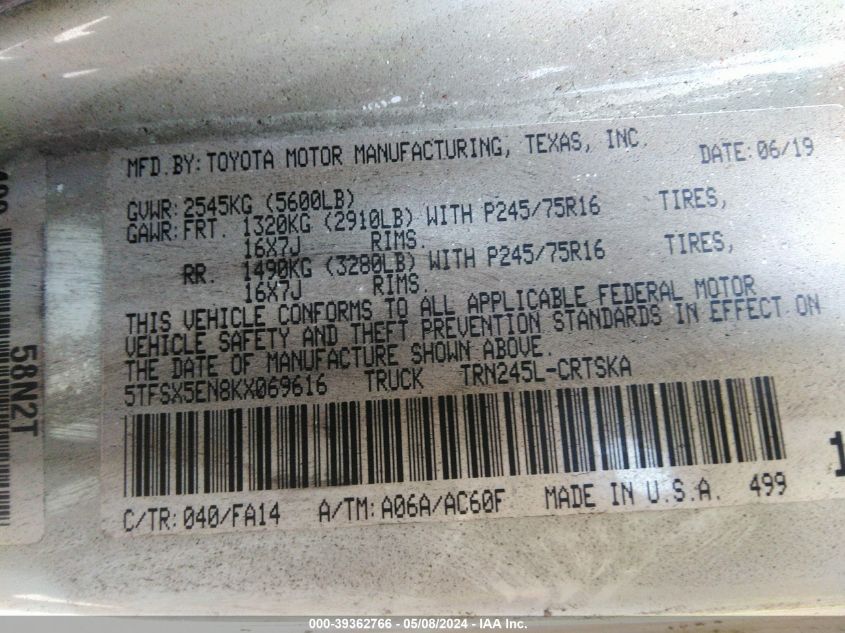 MFD.BY:TOYOTA MOTOR MANUFACTURING, TEXAS, INC. DATE:06/19
GVWR:2545KG (5600LB)
GAWR:FRT. 1320KG (2910LB) WITH P245/75R16 TIRES,
16X7J RIMS.
RR. 1490KG (3280LB) WITH P245/75R16 TIRES,
16X7J RIMS.
THIS VEHICLE CONFORMS TO ALL APPLICABLE FEDERAL MOTOR
VEHICLE SAFETY AND THEFT PREVENTION STANDARDS IN EFFECT ON
THE DATE OF MANUFACTURE SHOWN ABOVE.
5TFSX5EN8KX069616 TRUCK TRN245L-CRTSKA
C/TR:040/FA14 A/TM:A06A/AC60F MADE IN U.S.A. 499
58N2T
000-39362766 - 05/08/2024 - IAA Inc.